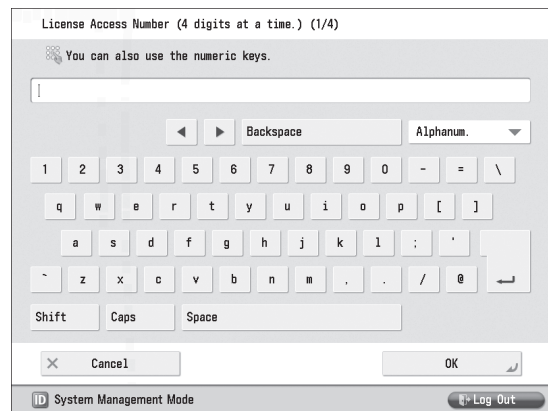 License Access Number (4 digits at a time.) (1/4)
You can also use the numeric keys.
Backspace Alphanum.
1 2 3 4 5 6 7 8 9 0 - = \
q w e r t y u i o p [ ]
a s d f g h j k l ; '
` z x c v b n m , . / @
Shift Caps Space
Cancel OK
ID System Management Mode Log Out